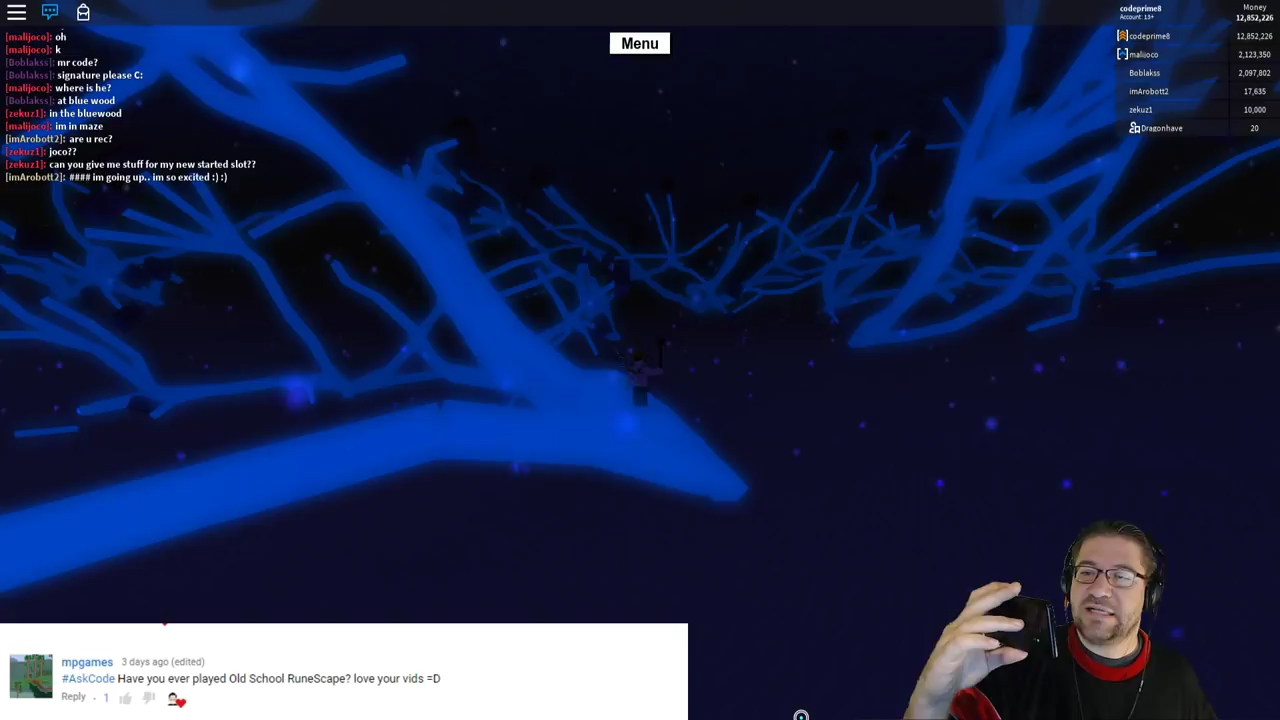 [malijoco]: oh
[malijoco]: k
[Boblakss]: mr code?
[Boblakss]: signature please C:
[malijoco]: where is he?
[Boblakss]: at blue wood
[zekuz1]: in the bluewood
[malijoco]: im in maze
[imArobott2]: are u rec?
[zekuz1]: joco??
[zekuz1]: can you give me stuff for my new started slot??
[imArobott2]: #### im going up.. im so excited :) :)
Menu
codeprime8 Money
Account: 13+ 12,852,226
codeprime8 12,852,226
malijoco 2,123,350
Boblakss 2,097,802
imArobott2 17,635
zekuz1 10,000
Dragonhave 20
mpgames 3 days ago (edited)
#AskCode Have you ever played Old School RuneScape? love your vids =D
Reply · 1